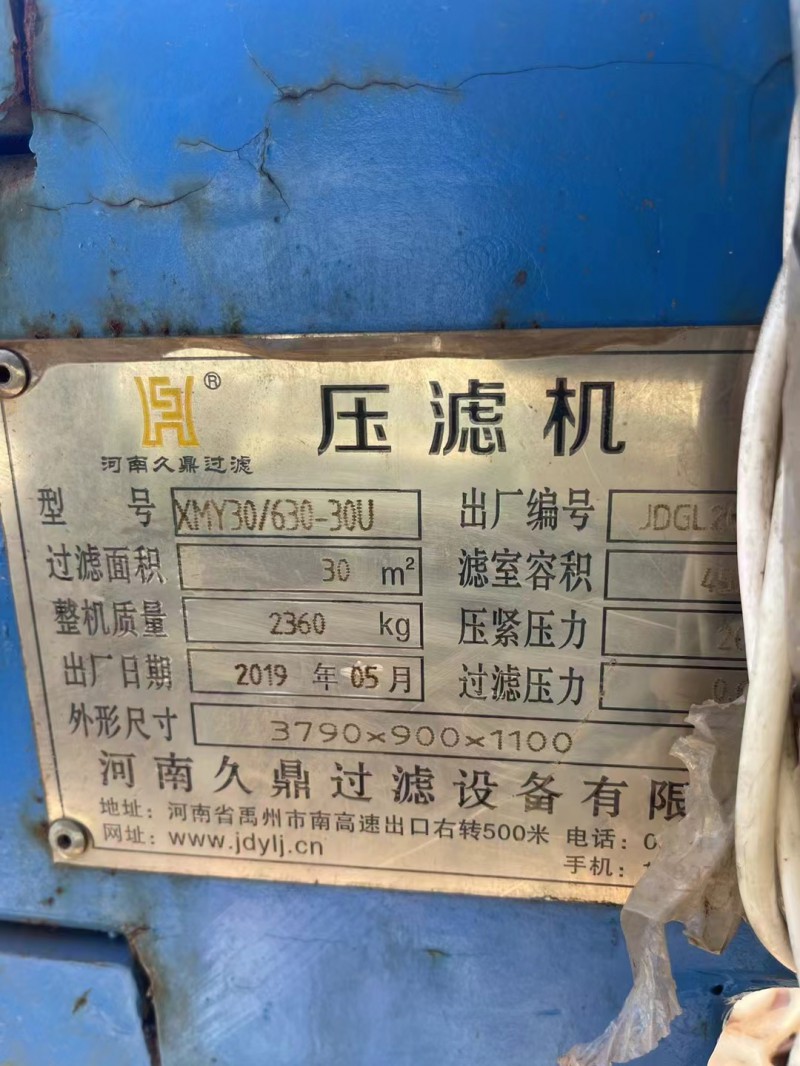 ®
压滤机
河南久鼎过滤
型 号 XMY30/630-30U 出厂编号 JDGL
过滤面积 30 m² 滤室容积
整机质量 2360 kg 压紧压力
出厂日期 2019 年 05 月 过滤压力
外形尺寸 3790×900×1100
河南久鼎过滤设备有限
地址：河南省禹州市南高速出口右转500米 电话：0
网址：www.jdylj.cn
手机：